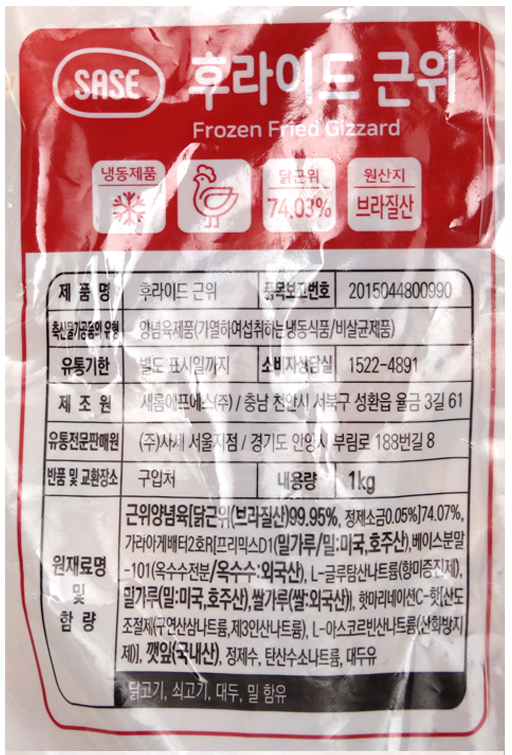 SASE 후라이드 근위
Frozen Fried Gizzard
냉동제품 닭근위 74.03% 원산지 브라질산
제 품 명 후라이드 근위 품목보고번호 2015044800990
축산물가공품의 유형 양념육제품(가열하여섭취하는냉동식품/비살균제품)
유통기한 별도 표시일까지 소비자상담실 1522-4891
제 조 원 새롬에프에스(주) / 충남 천안시 서북구 성환읍 율금 3길 61
유통전문판매원 (주)사세 서울지점 / 경기도 안양시 부림로 188번길 8
반품 및 교환장소 구입처 내용량 1kg
원재료명 및 함 량
근위양념육[닭근위(브라질산)99.95%, 정제소금0.05%]74.07%,
가라아게배터2호R[프리믹스D1(밀가루/밀:미국,호주산),베이스분말
-101(옥수수전분/옥수수:외국산), L-글루탐산나트륨(향미증진제),
밀가루(밀:미국,호주산),쌀가루(쌀:외국산)], 핫마리네이션C-핫[산도
조절제(구연산삼나트륨,제3인산나트륨), L-아스코르빈산나트륨(산화방지
제)], 깻잎(국내산), 정제수, 탄산수소나트륨, 대두유
닭고기, 쇠고기, 대두, 밀 함유